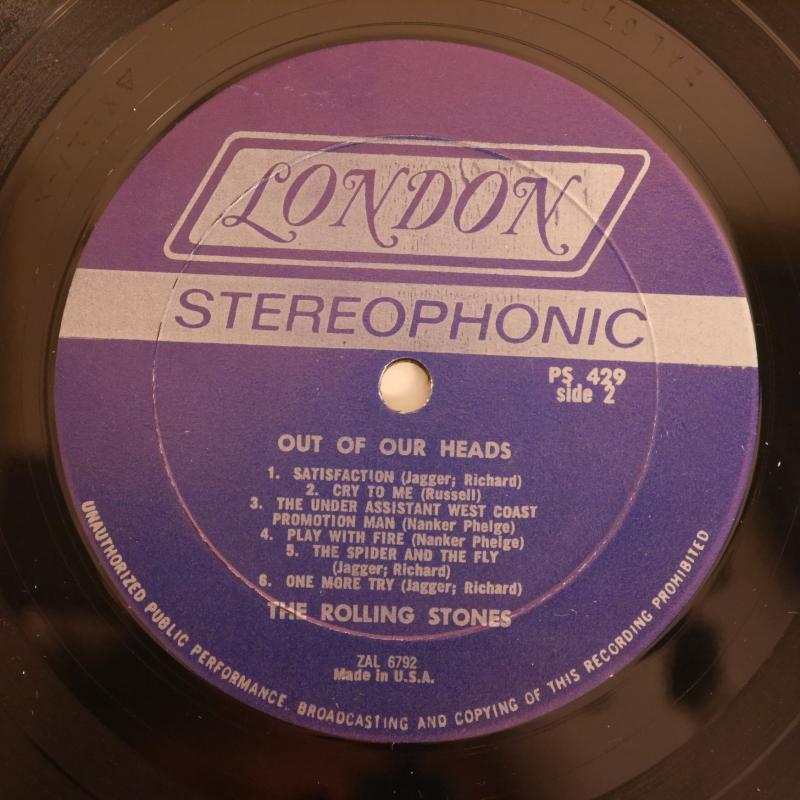 LONDON
STEREOPHONIC
PS 429
side 2
OUT OF OUR HEADS
1. SATISFACTION (Jagger; Richard)
2. CRY TO ME (Russell)
3. THE UNDER ASSISTANT WEST COAST
PROMOTION MAN (Nanker Phelge)
4. PLAY WITH FIRE (Nanker Phelge)
5. THE SPIDER AND THE FLY
(Jagger; Richard)
6. ONE MORE TRY (Jagger; Richard)
THE ROLLING STONES
ZAL 6792
Made in U.S.A.
UNAUTHORIZED PUBLIC PERFORMANCE, BROADCASTING AND COPYING OF THIS RECORDING PROHIBITED